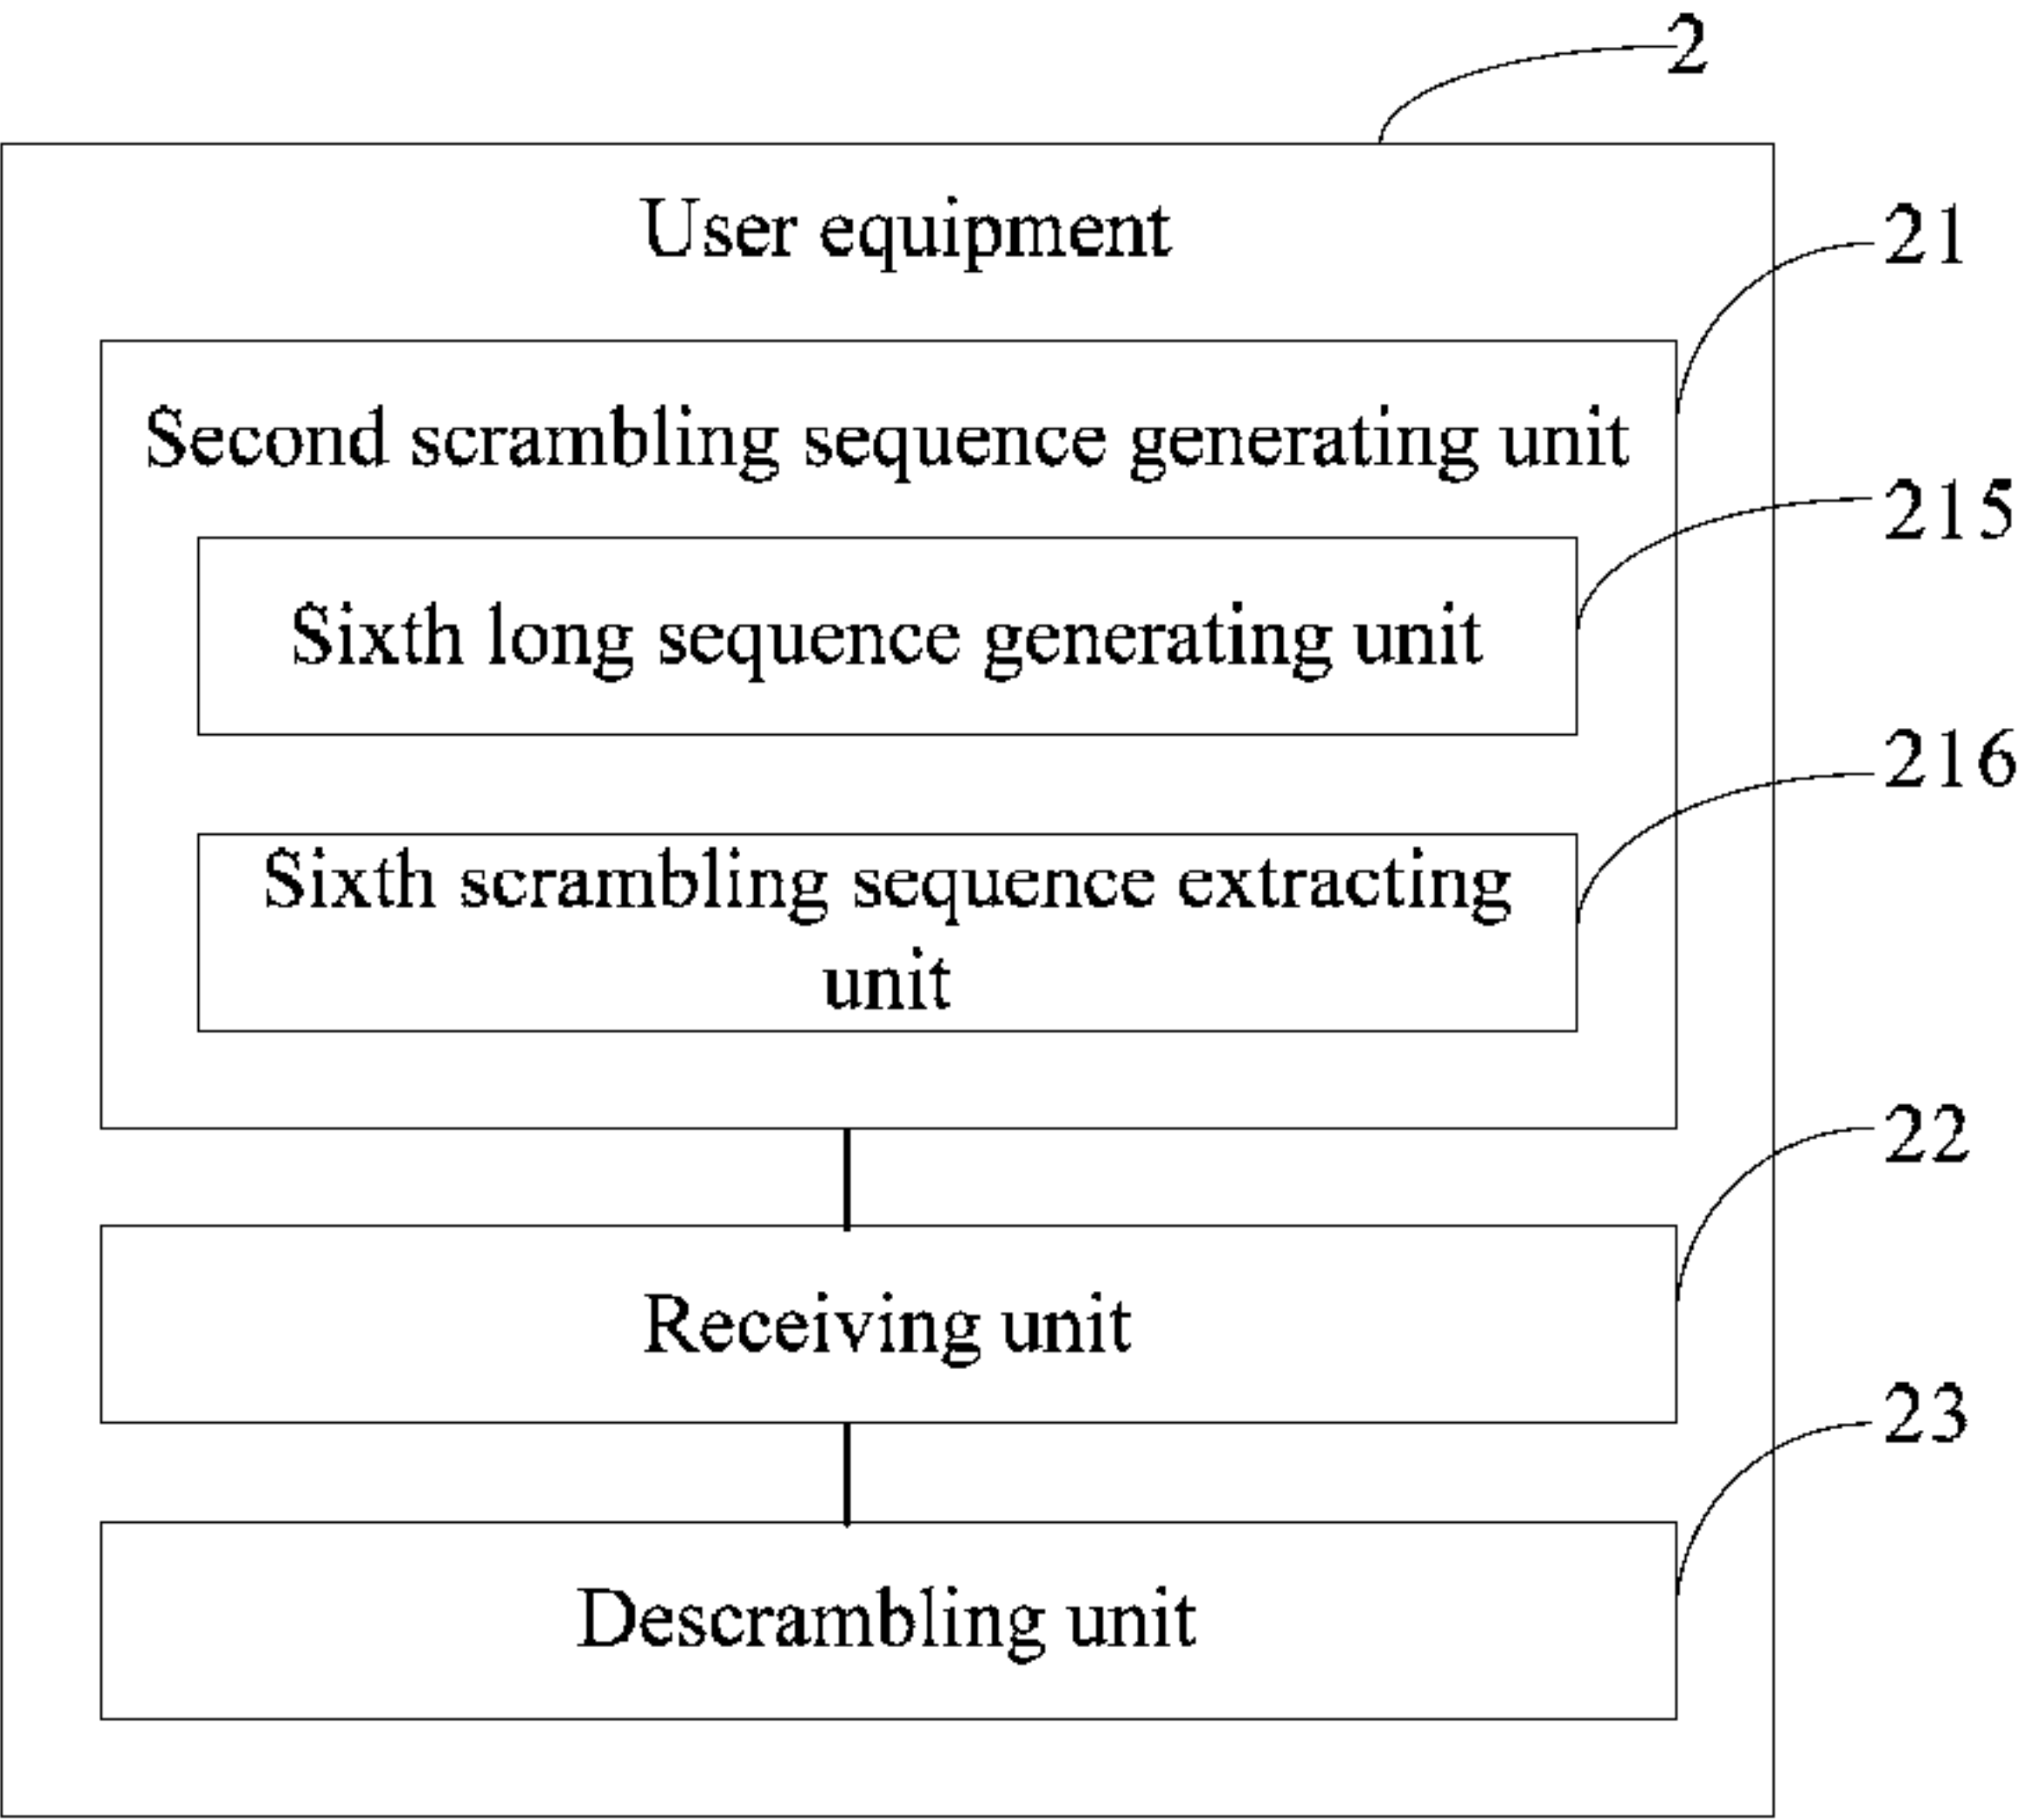 2
User equipment
21
Second scrambling sequence generating unit
215
Sixth long sequence generating unit
216
Sixth scrambling sequence extracting
unit
22
Receiving unit
23
Descrambling unit